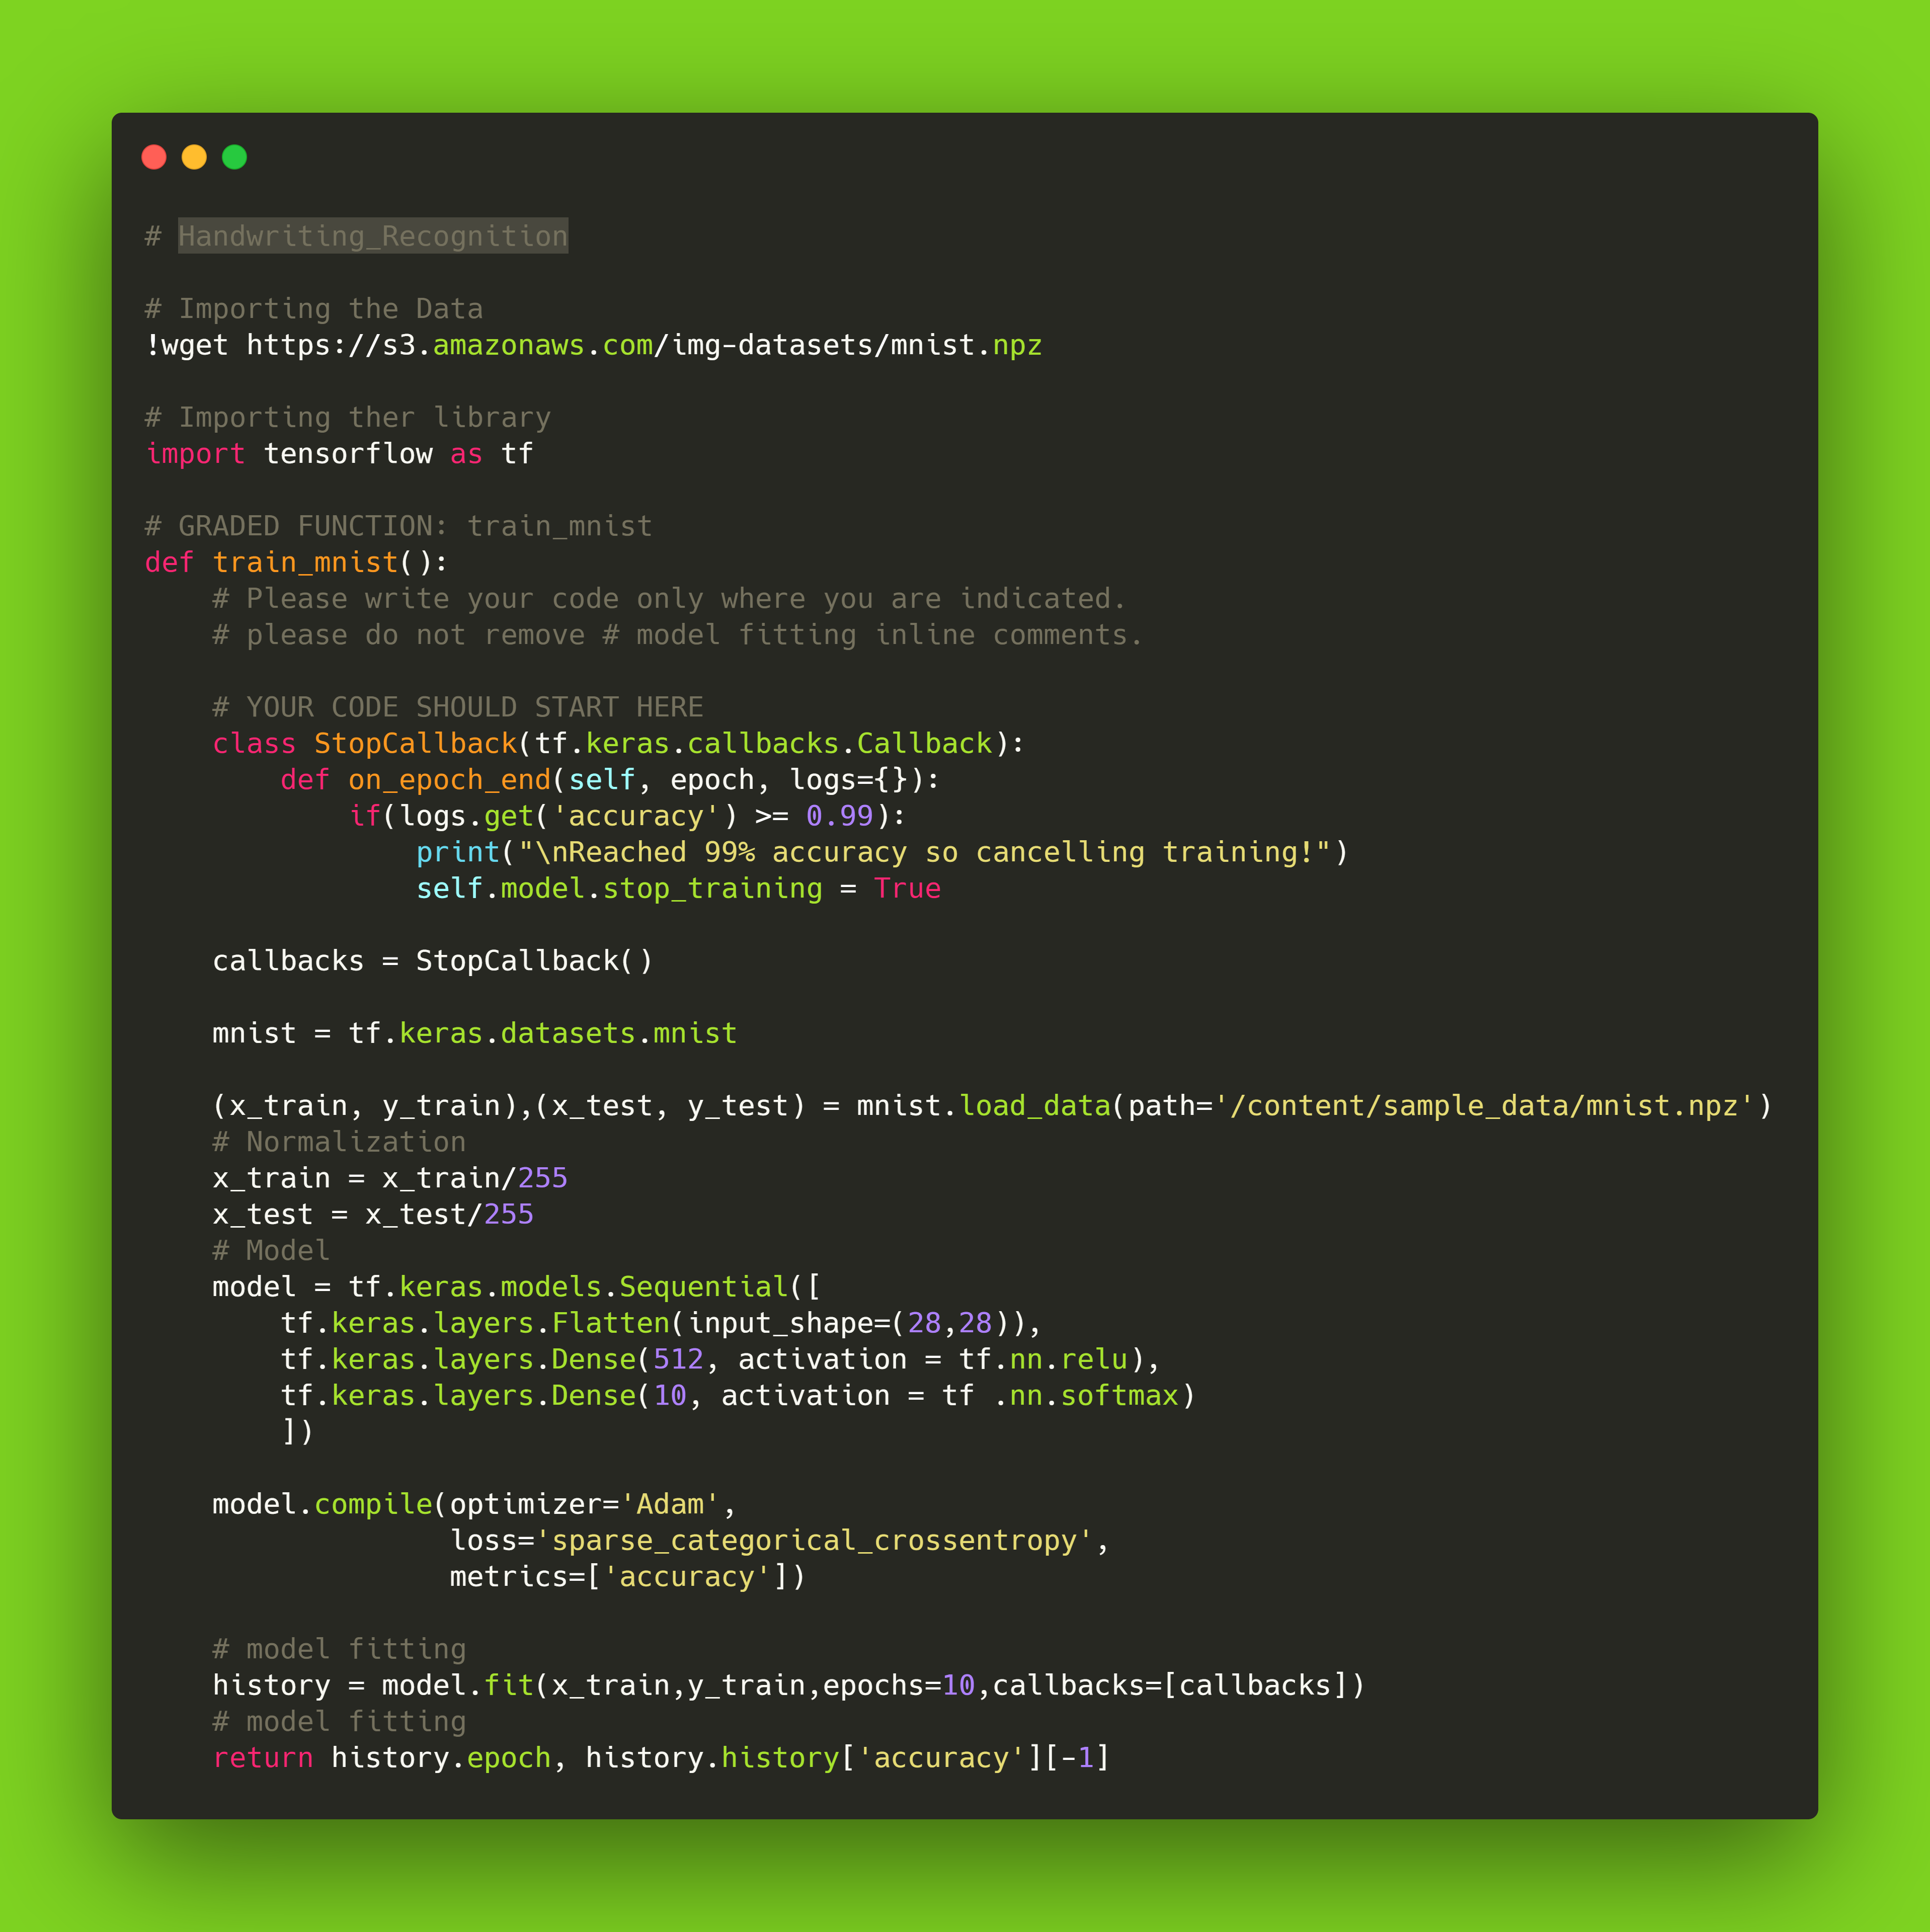 # Handwriting_Recognition
# Importing the Data
!wget https://s3.amazonaws.com/img-datasets/mnist.npz
# Importing ther library
import tensorflow as tf
# GRADED FUNCTION: train_mnist
def train_mnist():
    # Please write your code only where you are indicated.
    # please do not remove # model fitting inline comments.
    # YOUR CODE SHOULD START HERE
    class StopCallback(tf.keras.callbacks.Callback):
        def on_epoch_end(self, epoch, logs={}):
            if(logs.get('accuracy') >= 0.99):
                print("\nReached 99% accuracy so cancelling training!")
                self.model.stop_training = True
    callbacks = StopCallback()
    mnist = tf.keras.datasets.mnist
    (x_train, y_train),(x_test, y_test) = mnist.load_data(path='/content/sample_data/mnist.npz')
    # Normalization
    x_train = x_train/255
    x_test = x_test/255
    # Model
    model = tf.keras.models.Sequential([
        tf.keras.layers.Flatten(input_shape=(28,28)),
        tf.keras.layers.Dense(512, activation = tf.nn.relu),
        tf.keras.layers.Dense(10, activation = tf .nn.softmax)
        ])
    model.compile(optimizer='Adam',
                  loss='sparse_categorical_crossentropy',
                  metrics=['accuracy'])
    # model fitting
    history = model.fit(x_train,y_train,epochs=10,callbacks=[callbacks])
    # model fitting
    return history.epoch, history.history['accuracy'][-1]